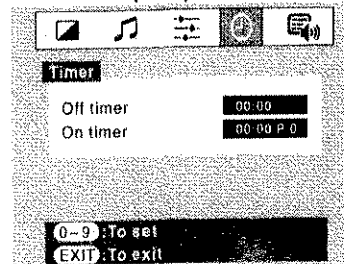 Timer
Off timer 00:00
On timer 00:00 P 0
0~9:To set
EXIT:To exit